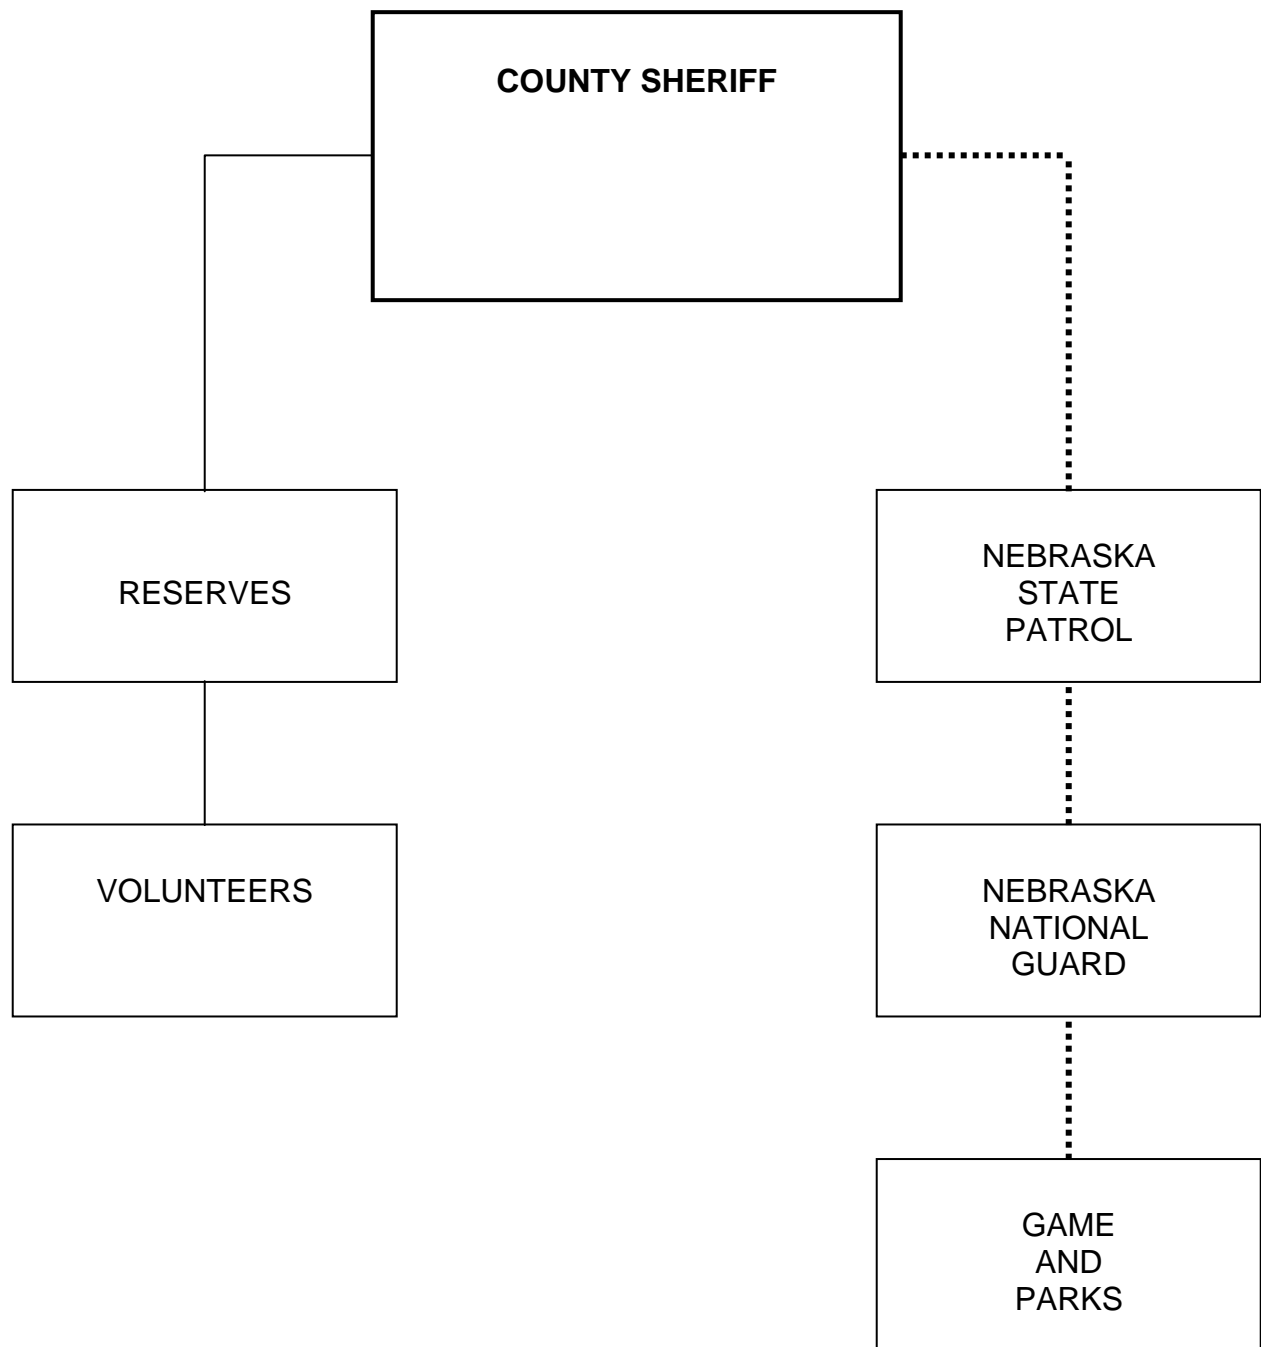 COUNTY SHERIFF
RESERVES
NEBRASKA
STATE
PATROL
VOLUNTEERS
NEBRASKA
NATIONAL
GUARD
GAME
AND
PARKS